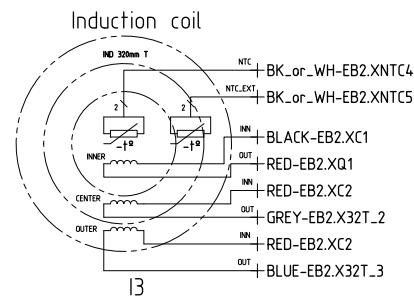 Induction coil
IND 320mm T
NTC
BK_or_WH-EB2.XNTC4
NTC_EXT
BK_or_WH-EB2.XNTC5
2
2
-t°
-t°
INN
BLACK-EB2.XC1
INNER
OUT
RED-EB2.XQ1
INN
RED-EB2.XC2
CENTER
OUT
GREY-EB2.X32T_2
OUTER
INN
RED-EB2.XC2
OUT
BLUE-EB2.X32T_3
I3